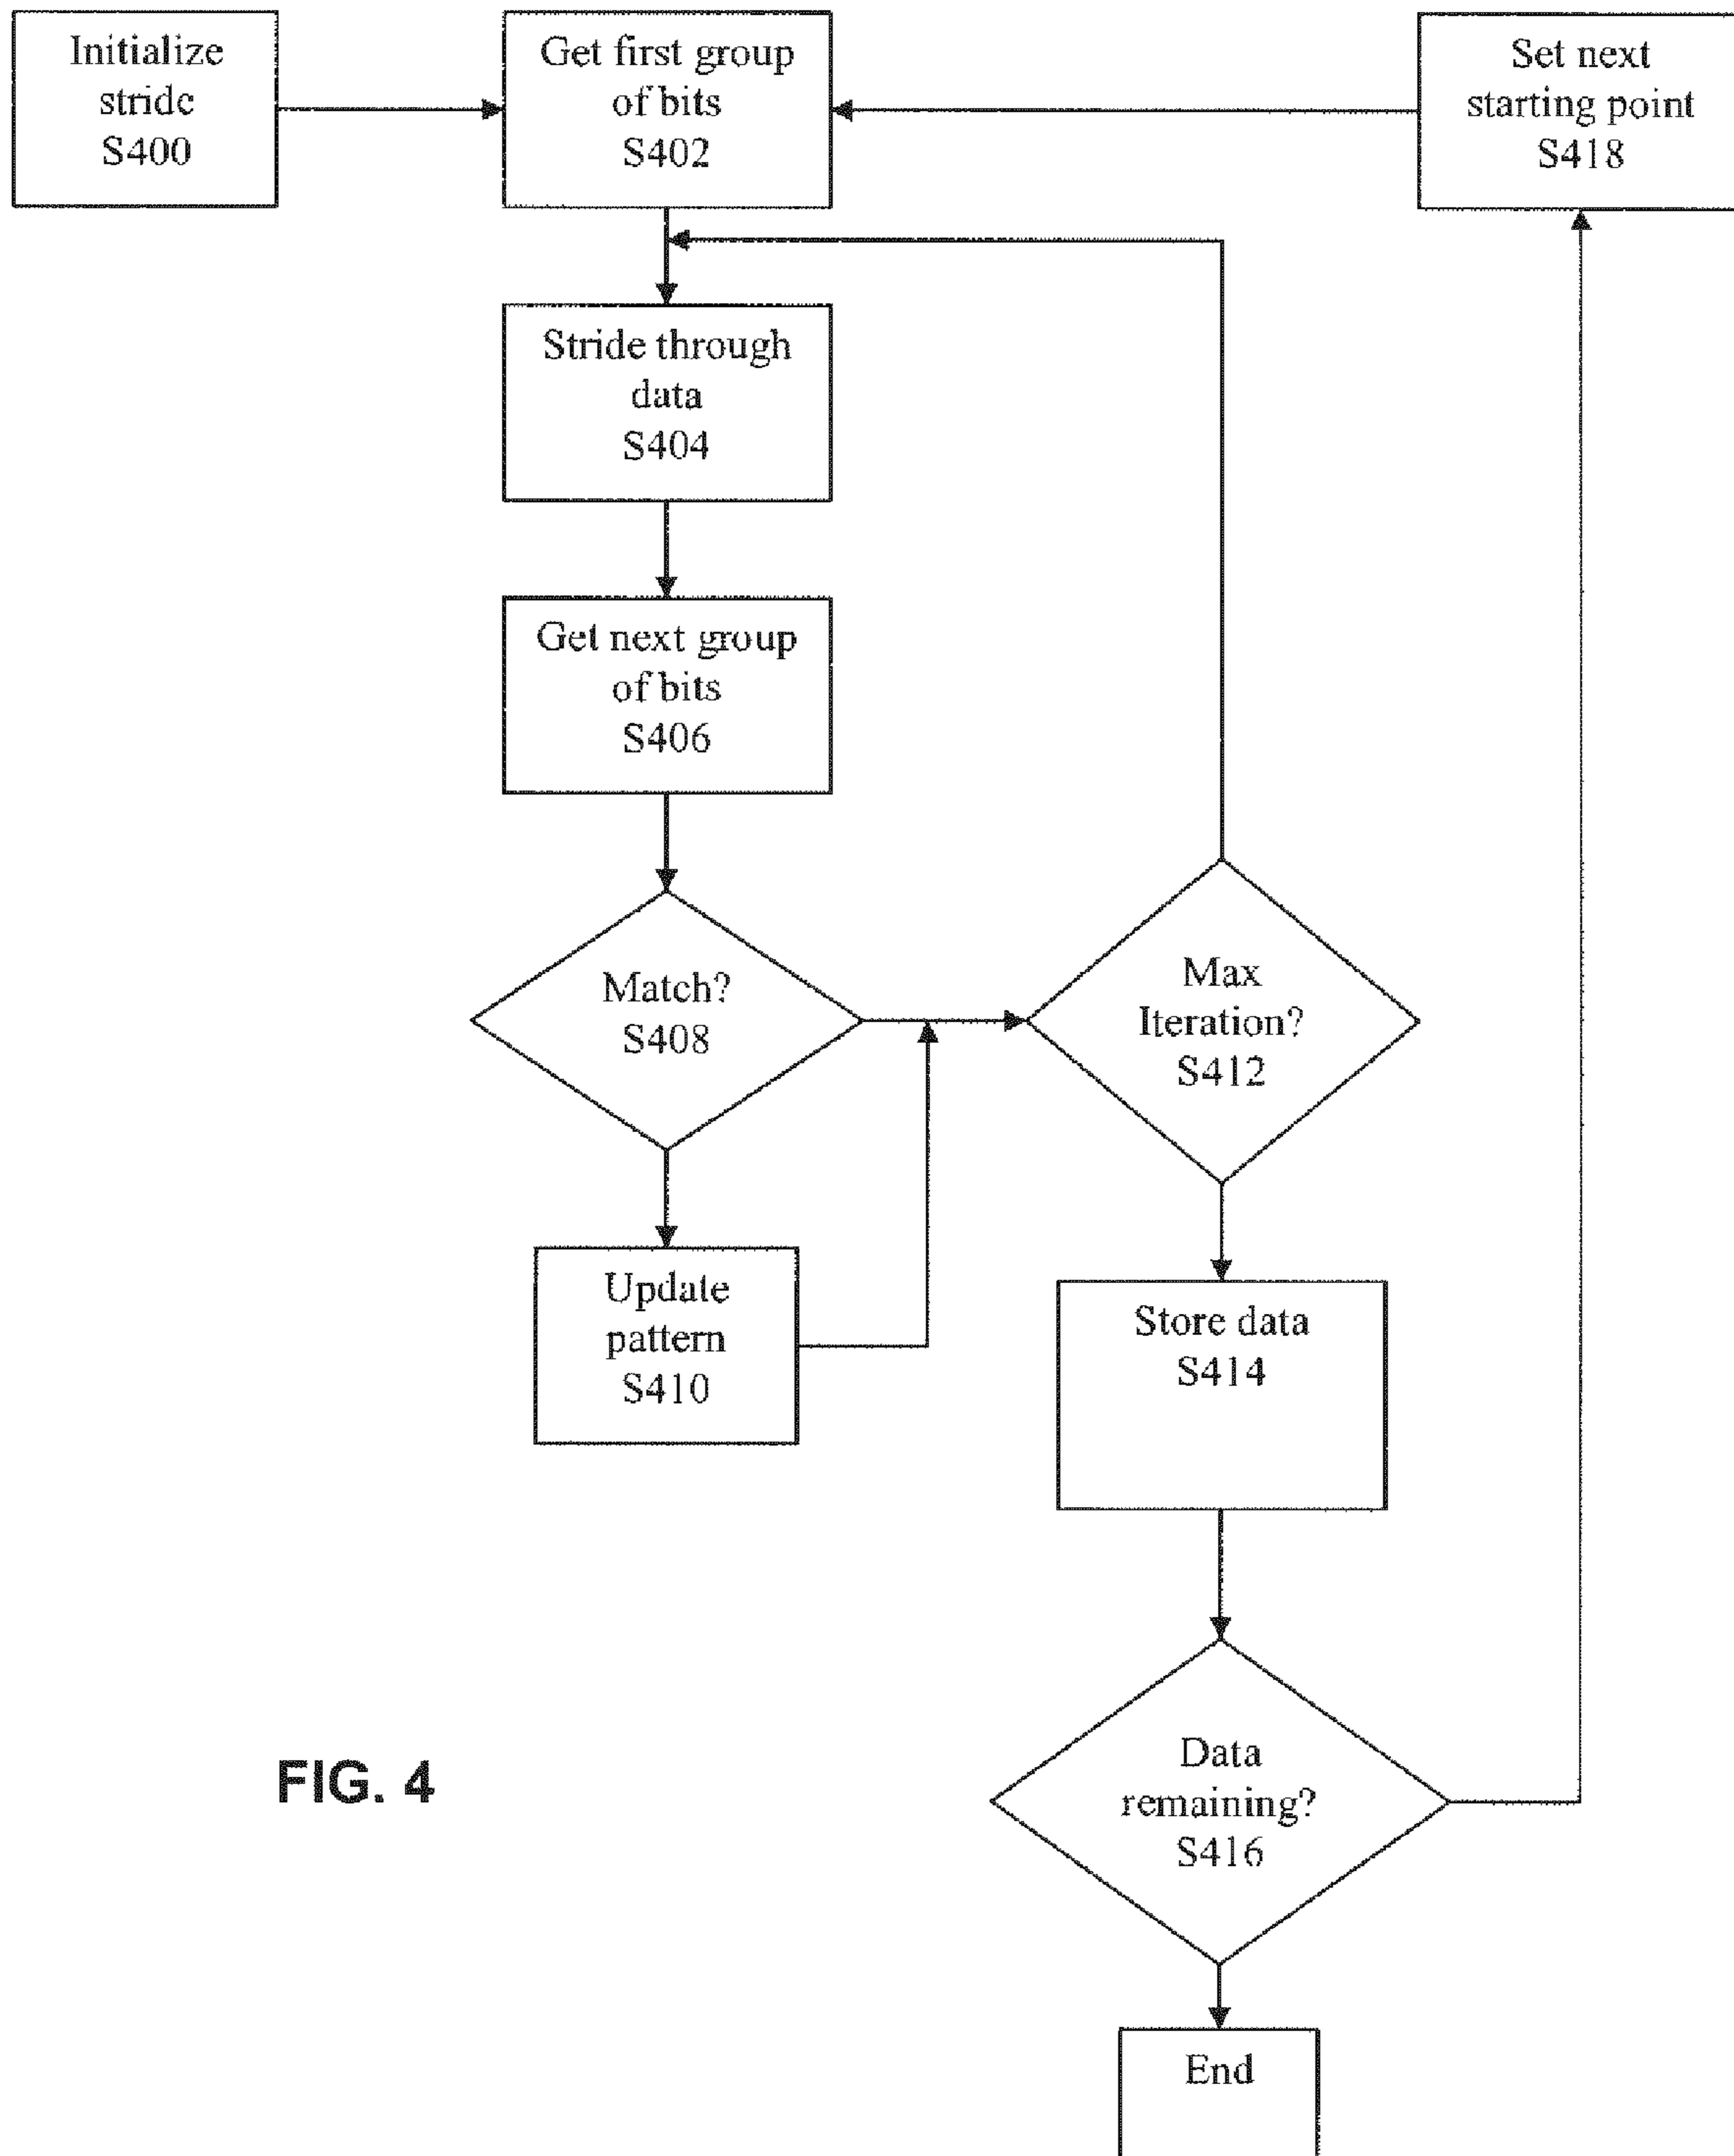 Initialize
stride
S400
Get first group
of bits
S402
Set next
starting point
S418
Stride through
data
S404
Get next group
of bits
S406
Match?
S408
Max
Iteration?
S412
Update
pattern
S410
Store data
S414
Data
remaining?
S416
FIG. 4
End